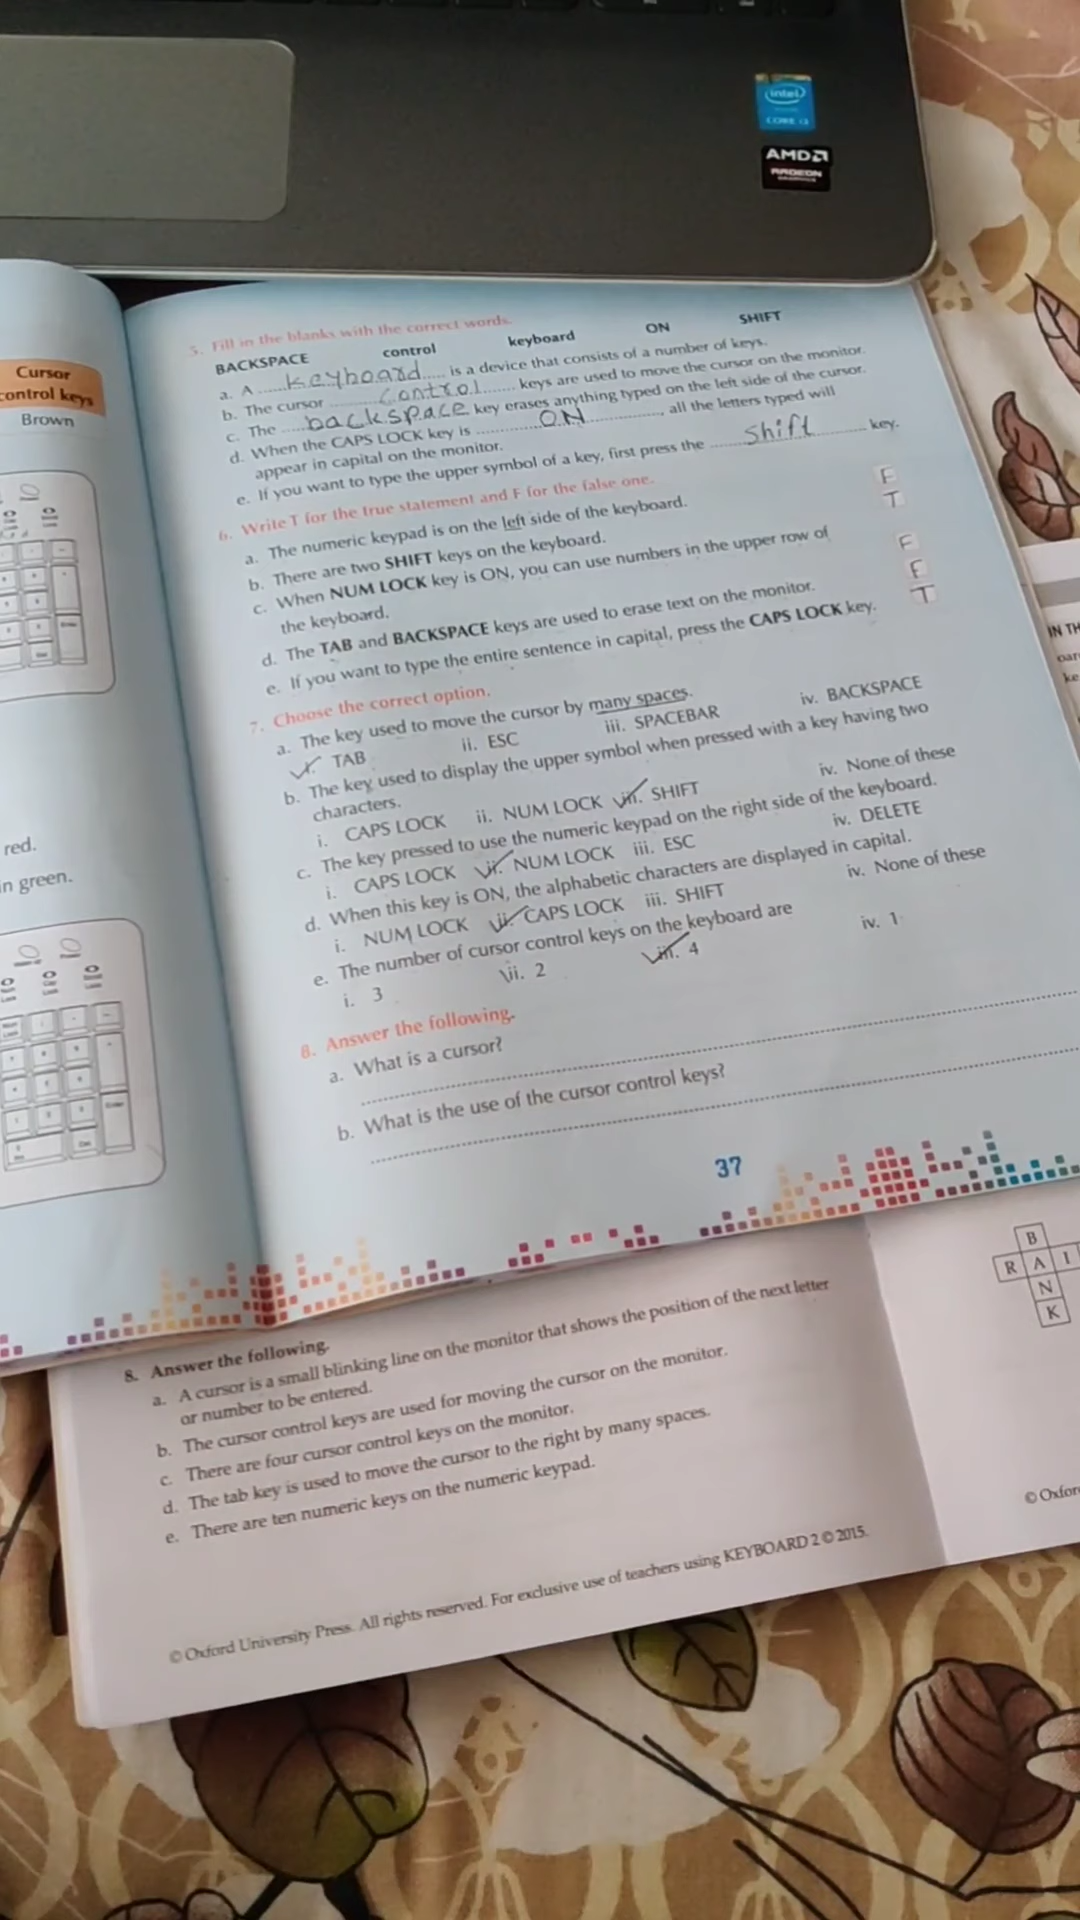 intel
CORE i3
AMD
RADEON
Cursor
control keys
Brown
red.
in green.
5. Fill in the blanks with the correct words.
BACKSPACE control keyboard ON SHIFT
a. A keyboard is a device that consists of a number of keys.
b. The cursor control keys are used to move the cursor on the monitor.
c. The backspace key erases anything typed on the left side of the cursor.
d. When the CAPS LOCK key is ON, all the letters typed will
appear in capital on the monitor.
e. If you want to type the upper symbol of a key, first press the shift key.
6. Write T for the true statement and F for the false one.
a. The numeric keypad is on the left side of the keyboard. F
b. There are two SHIFT keys on the keyboard. T
c. When NUM LOCK key is ON, you can use numbers in the upper row of
the keyboard. F
d. The TAB and BACKSPACE keys are used to erase text on the monitor. F
e. If you want to type the entire sentence in capital, press the CAPS LOCK key. T
7. Choose the correct option.
a. The key used to move the cursor by many spaces.
i. TAB ii. ESC iii. SPACEBAR iv. BACKSPACE
b. The key used to display the upper symbol when pressed with a key having two
characters.
i. CAPS LOCK ii. NUM LOCK iii. SHIFT iv. None of these
c. The key pressed to use the numeric keypad on the right side of the keyboard.
i. CAPS LOCK ii. NUM LOCK iii. ESC iv. DELETE
d. When this key is ON, the alphabetic characters are displayed in capital.
i. NUM LOCK ii. CAPS LOCK iii. SHIFT iv. None of these
e. The number of cursor control keys on the keyboard are
i. 3 ii. 2 iii. 4 iv. 1
8. Answer the following.
a. What is a cursor?
b. What is the use of the cursor control keys?
37
8. Answer the following.
a. A cursor is a small blinking line on the monitor that shows the position of the next letter
or number to be entered.
b. The cursor control keys are used for moving the cursor on the monitor.
c. There are four cursor control keys on the monitor.
d. The tab key is used to move the cursor to the right by many spaces.
e. There are ten numeric keys on the numeric keypad.
© Oxford University Press. All rights reserved. For exclusive use of teachers using KEYBOARD 2 © 2015.
IN TH
ke
B
R A I
N
K
© Oxfor